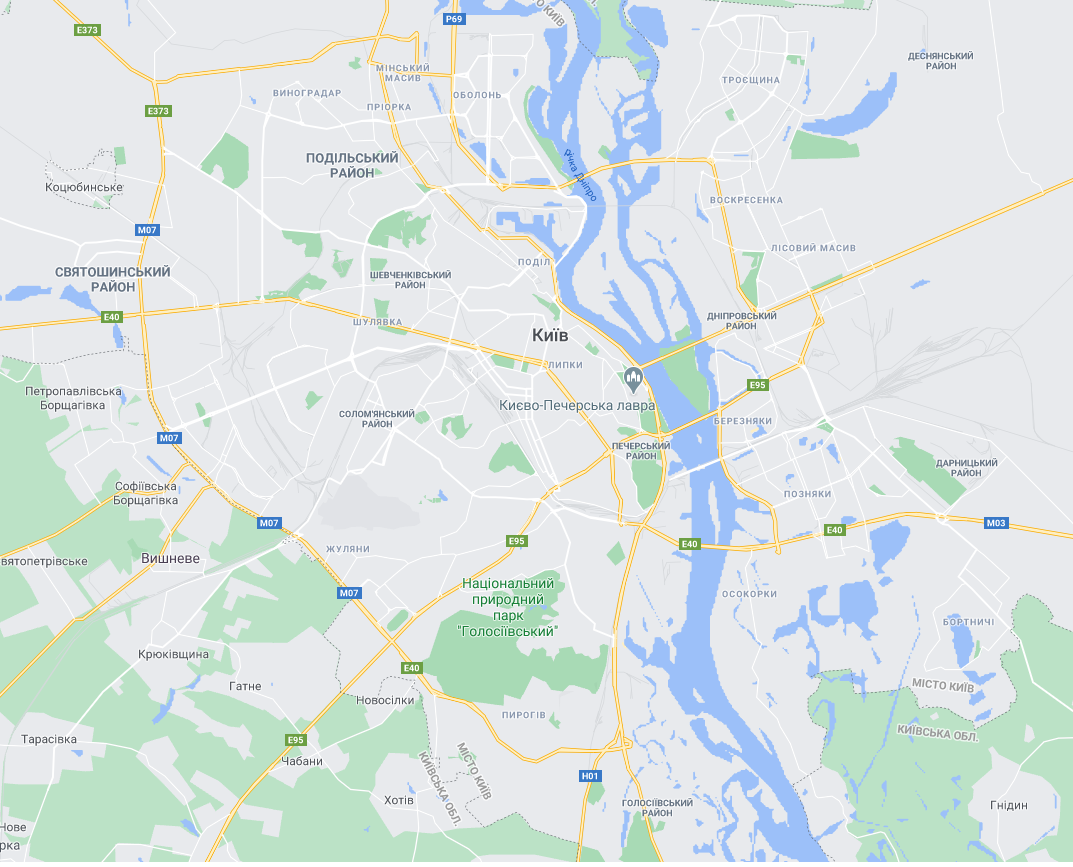 P69
О КИЇВ
E373
МІНСЬКИЙ
МАСИВ
ДЕСНЯНСЬКИЙ
РАЙОН
ТРОЄЩИНА
ВИНОГРАДАР
ОБОЛОНЬ
ПРІОРКА
E373
ПОДІЛЬСЬКИЙ
РАЙОН
річка Дніпро
Коцюбинське
ВОСКРЕСЕНКА
M07
ЛІСОВИЙ МАСИВ
ПОДІЛ
СВЯТОШИНСЬКИЙ
РАЙОН
ШЕВЧЕНКІВСЬКИЙ
РАЙОН
E40
ШУЛЯВКА
ДНІПРОВСЬКИЙ
РАЙОН
Київ
ЛИПКИ
E95
Петропавлівська
Борщагівка
Києво-Печерська лавра
СОЛОМ'ЯНСЬКИЙ
РАЙОН
БЕРЕЗНЯКИ
M07
ПЕЧЕРСЬКИЙ
РАЙОН
ДАРНИЦЬКИЙ
РАЙОН
Софіївська
Борщагівка
ПОЗНЯКИ
M07
M03
E40
E95
E40
ЖУЛЯНИ
Вишневе
вятопетрівське
Національний
природний
парк
"Голосіївський"
M07
ОСОКОРКИ
БОРТНИЧІ
Крюківщина
E40
Гатне
МІСТО КИЇВ
Новосілки
ПИРОГІВ
КИЇВСЬКА ОБЛ.
Тарасівка
E95
Чабани
МІСТО КИЇВ
КИЇВСЬКА ОБЛ.
H01
Хотів
ГОЛОСІЇВСЬКИЙ
РАЙОН
Гнідин
Нове
рка